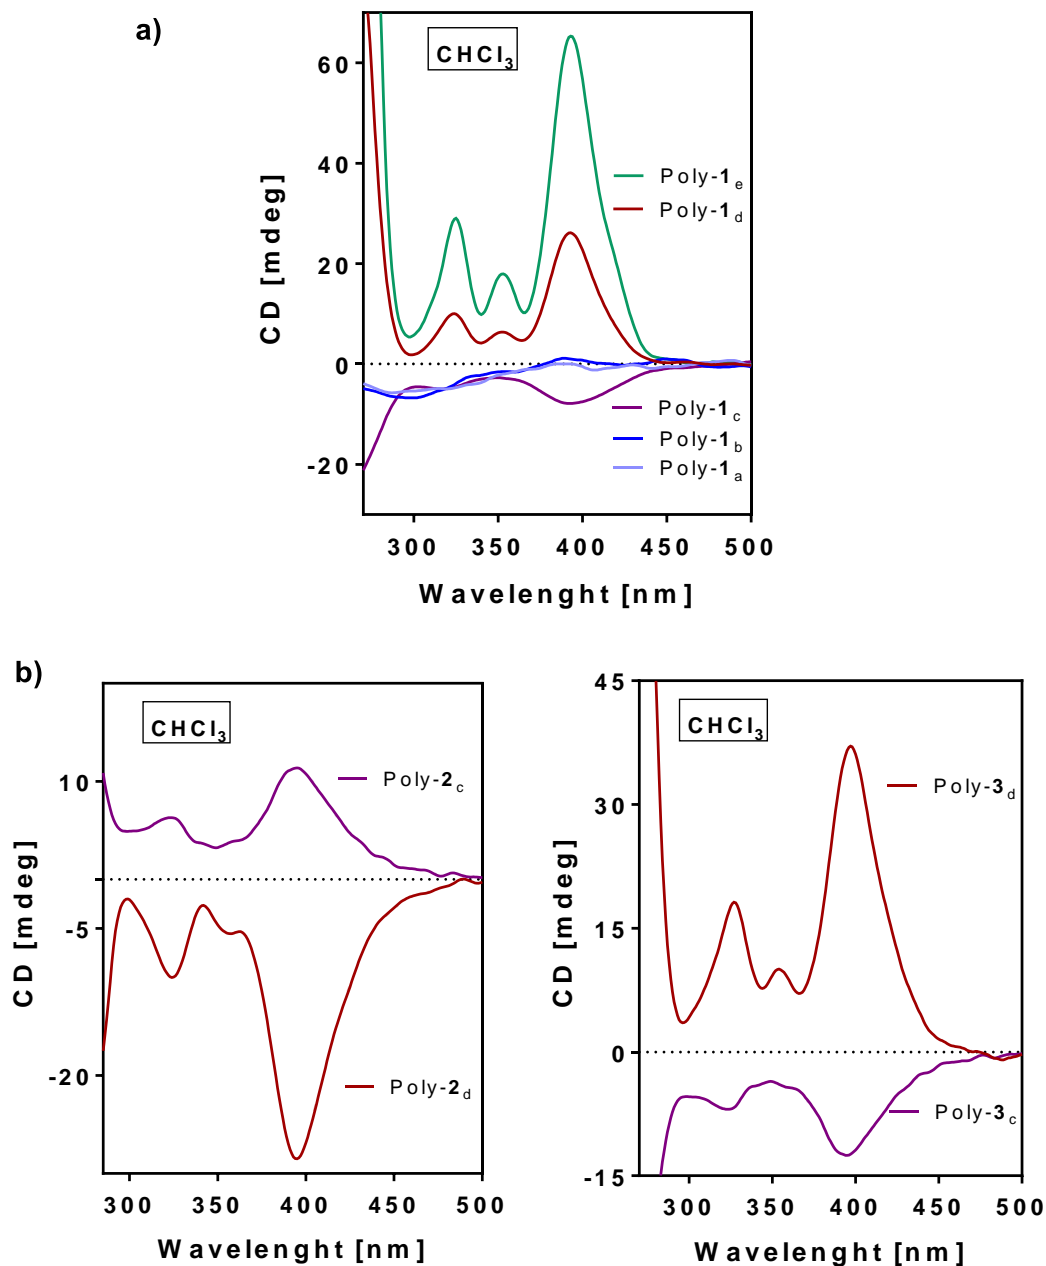 a)
CHCl3
60
40
20
0
-20
CD [mdeg]
Poly-1e
Poly-1d
Poly-1c
Poly-1b
Poly-1a
300 350 400 450 500
Wavelenght [nm]
b)
CHCl3
10
-5
-20
CD [mdeg]
Poly-2c
Poly-2d
300 350 400 450 500
Wavelenght [nm]
CHCl3
45
30
15
0
-15
CD [mdeg]
Poly-3d
Poly-3c
300 350 400 450 500
Wavelenght [nm]